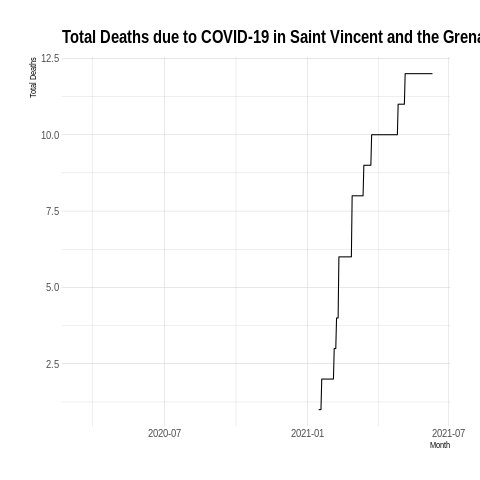 Total Deaths due to COVID-19 in Saint Vincent and the Grena
Total Deaths
12.5
10.0
7.5
5.0
2.5
2020-07
2021-01
2021-07
Month